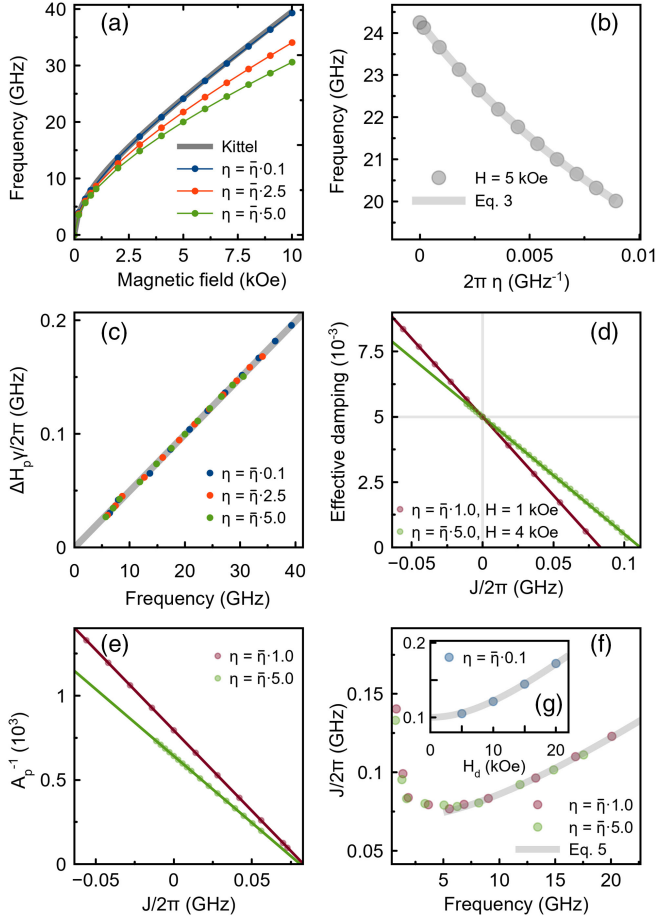 (a)
Frequency (GHz)
40
30
20
10
0
Kittel
η = η̄·0.1
η = η̄·2.5
η = η̄·5.0
0 2.5 5 7.5 10
Magnetic field (kOe)
(b)
Frequency (GHz)
24
23
22
21
20
H = 5 kOe
Eq. 3
0 0.005 0.01
2π η (GHz⁻¹)
(c)
ΔHₚγ/2π (GHz)
0.2
0.1
0
η = η̄·0.1
η = η̄·2.5
η = η̄·5.0
0 10 20 30 40
Frequency (GHz)
(d)
Effective damping (10⁻³)
7.5
5
2.5
0
η = η̄·1.0, H = 1 kOe
η = η̄·5.0, H = 4 kOe
−0.05 0 0.05 0.1
J/2π (GHz)
(e)
Aₚ⁻¹ (10³)
1
0.5
0
η = η̄·1.0
η = η̄·5.0
−0.05 0 0.05
J/2π (GHz)
(f)
J/2π (GHz)
0.15
0.1
0.05
0.2
0.1
η = η̄·0.1
(g)
0 10 20
H_d (kOe)
η = η̄·1.0
η = η̄·5.0
Eq. 5
5 10 15 20
Frequency (GHz)